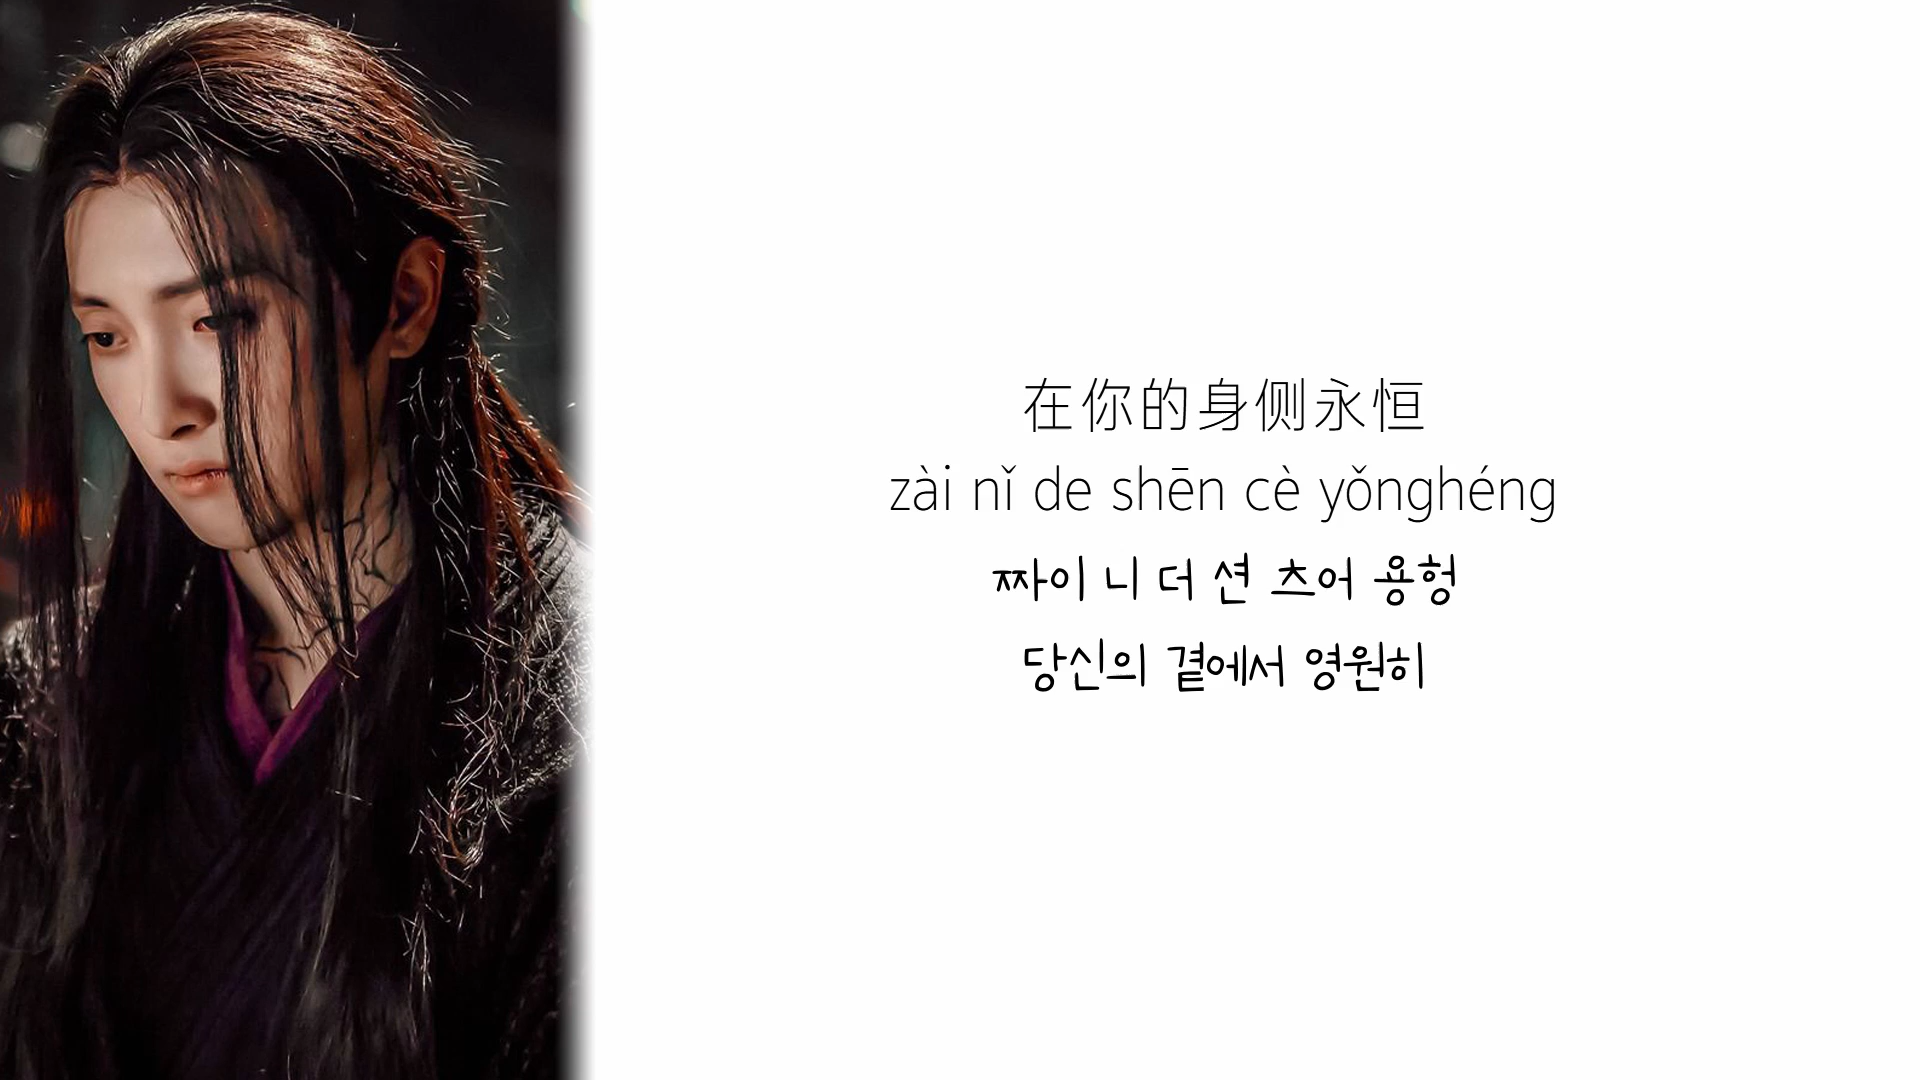 在你的身侧永恒
zài nǐ de shēn cè yǒnghéng
짜이 니 더 션 츠어 용헝
당신의 곁에서 영원히